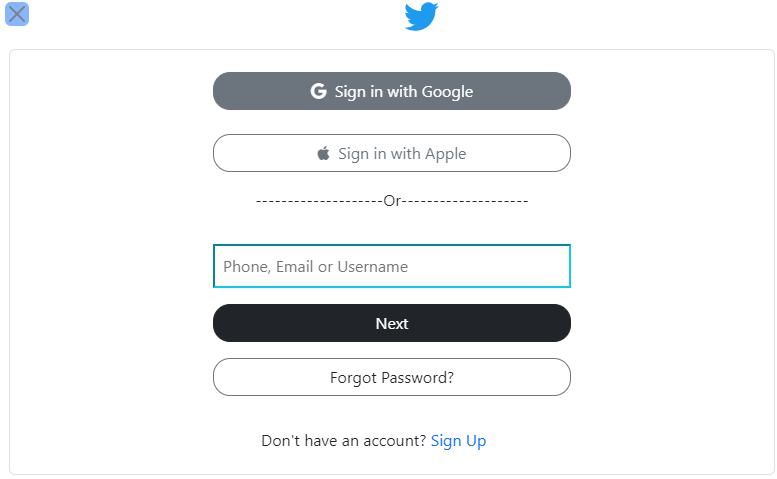 Sign in with Google
Sign in with Apple
--------------------Or--------------------
Phone, Email or Username
Next
Forgot Password?
Don't have an account? Sign Up